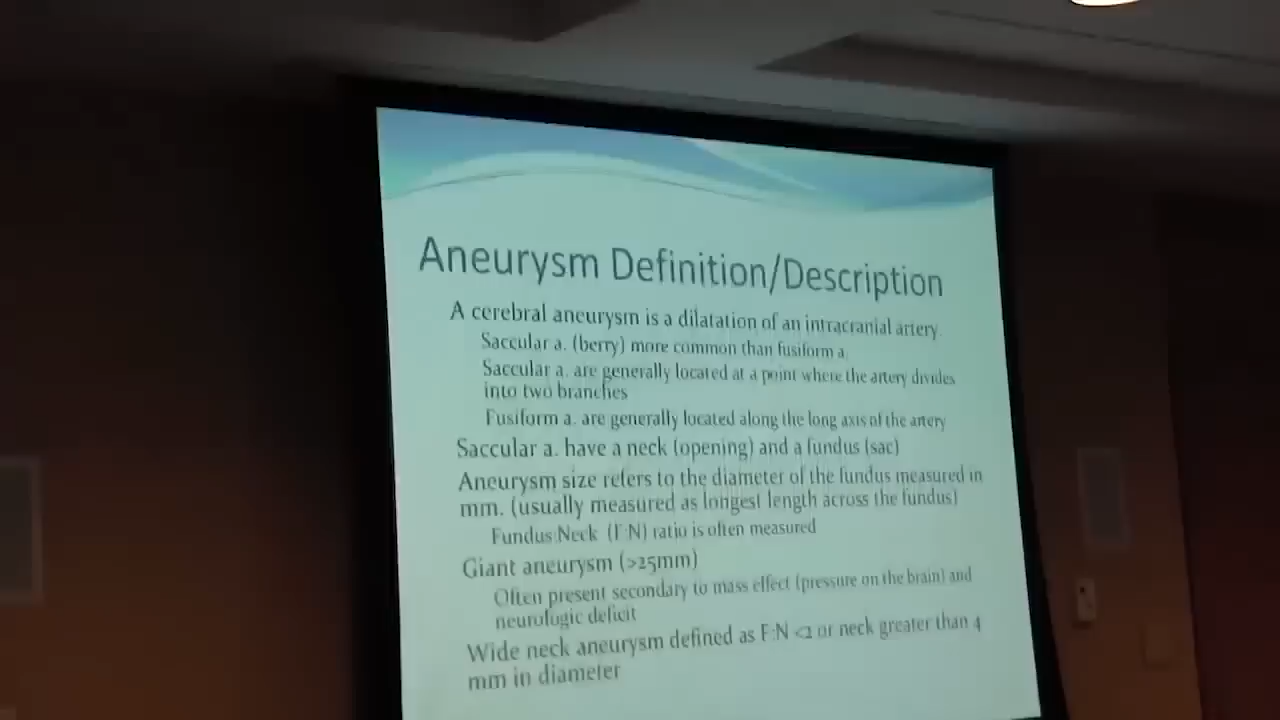 Aneurysm Definition/Description
A cerebral aneurysm is a dilatation of an intracranial artery.
Saccular a. (berry) more common than fusiform a.
Saccular a. are generally located at a point where the artery divides
into two branches
Fusiform a. are generally located along the long axis of the artery
Saccular a. have a neck (opening) and a fundus (sac)
Aneurysm size refers to the diameter of the fundus measured in
mm. (usually measured as longest length across the fundus)
Fundus:Neck (F:N) ratio is often measured
Giant aneurysm (>25mm)
Often present secondary to mass effect (pressure on the brain) and
neurologic deficit
Wide neck aneurysm defined as F:N <2 or neck greater than 4
mm in diameter